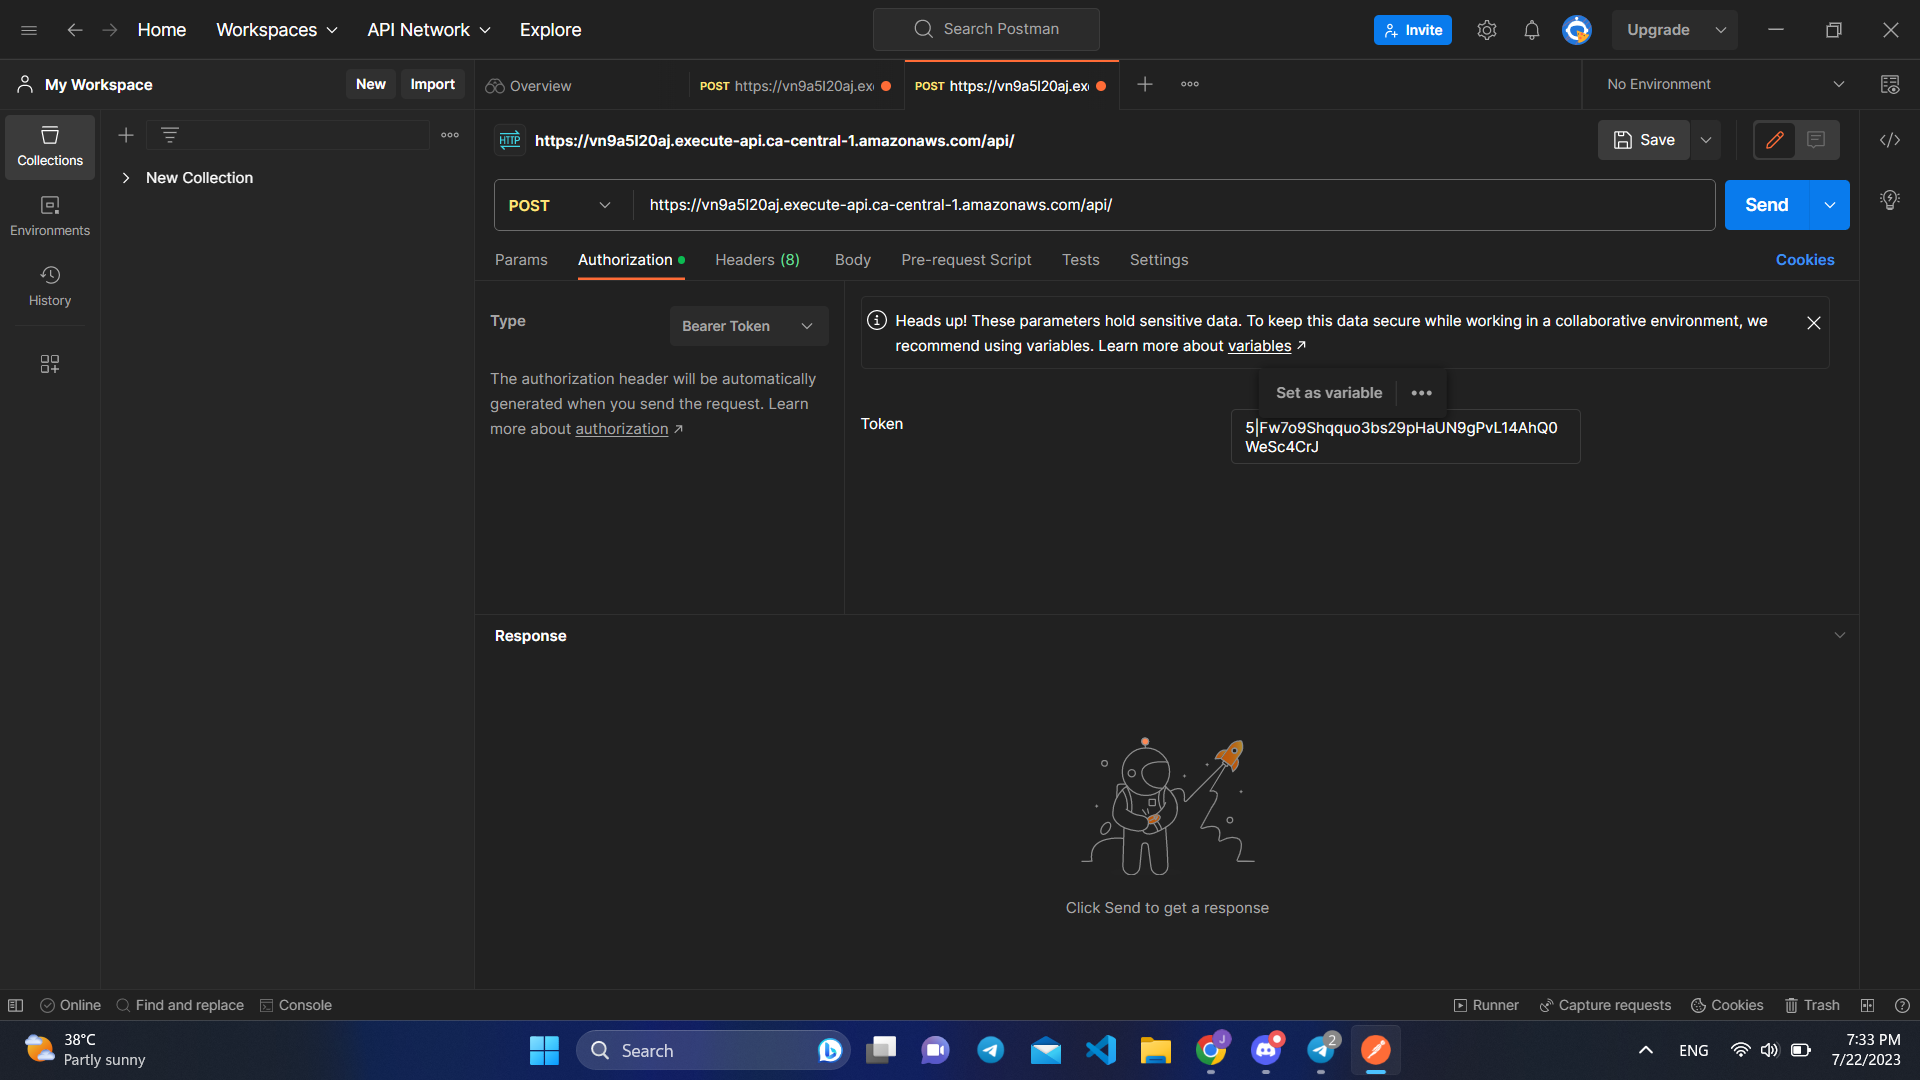 Home
Workspaces
API Network
Explore
Search Postman
Invite
Upgrade
My Workspace
New
Import
Overview
POST https://vn9a5l20aj.ex
POST https://vn9a5l20aj.ex
No Environment
Collections
Environments
History
New Collection
HTTP
https://vn9a5l20aj.execute-api.ca-central-1.amazonaws.com/api/
Save
POST
https://vn9a5l20aj.execute-api.ca-central-1.amazonaws.com/api/
Send
Params
Authorization
Headers (8)
Body
Pre-request Script
Tests
Settings
Cookies
Type
Bearer Token
The authorization header will be automatically
generated when you send the request. Learn
more about authorization ↗
Heads up! These parameters hold sensitive data. To keep this data secure while working in a collaborative environment, we
recommend using variables. Learn more about variables ↗
Set as variable
Token
5|Fw7o9Shqquo3bs29pHaUN9gPvL14AhQ0
WeSc4CrJ
Response
Click Send to get a response
Online
Find and replace
Console
Runner
Capture requests
Cookies
Trash
38°C
Partly sunny
Search
J
2
ENG
7:33 PM
7/22/2023